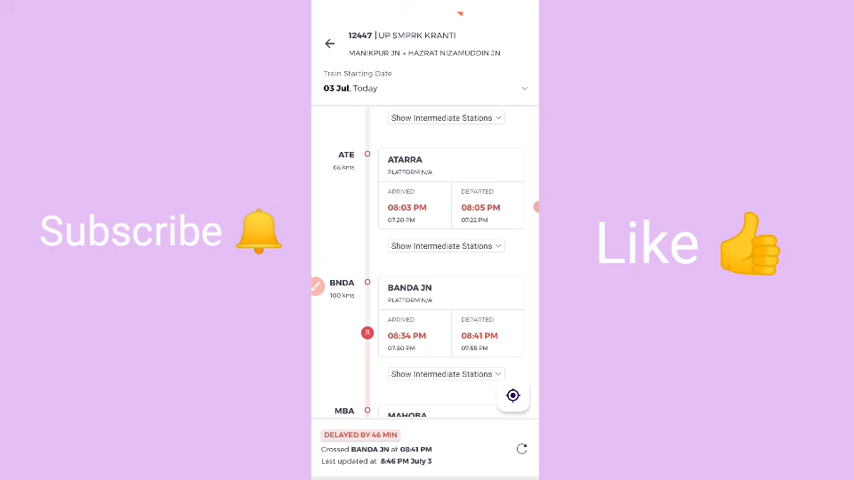 12447 | UP SMPRK KRANTI
MANIKPUR JN - HAZRAT NIZAMUDDIN JN
Train Starting Date
03 Jul, Today
Show Intermediate Stations
ATE
66 kms
ATARRA
PLATFORM N/A
ARRIVED
DEPARTED
08:03 PM
08:05 PM
07:20 PM
07:22 PM
Subscribe 🔔
Like 👍
Show Intermediate Stations
BNDA
100 kms
BANDA JN
PLATFORM N/A
ARRIVED
DEPARTED
08:34 PM
08:41 PM
07:50 PM
07:55 PM
Show Intermediate Stations
MBA
MAHOBA
DELAYED BY 46 MIN
Crossed BANDA JN at 08:41 PM
Last updated at 8:46 PM July 3